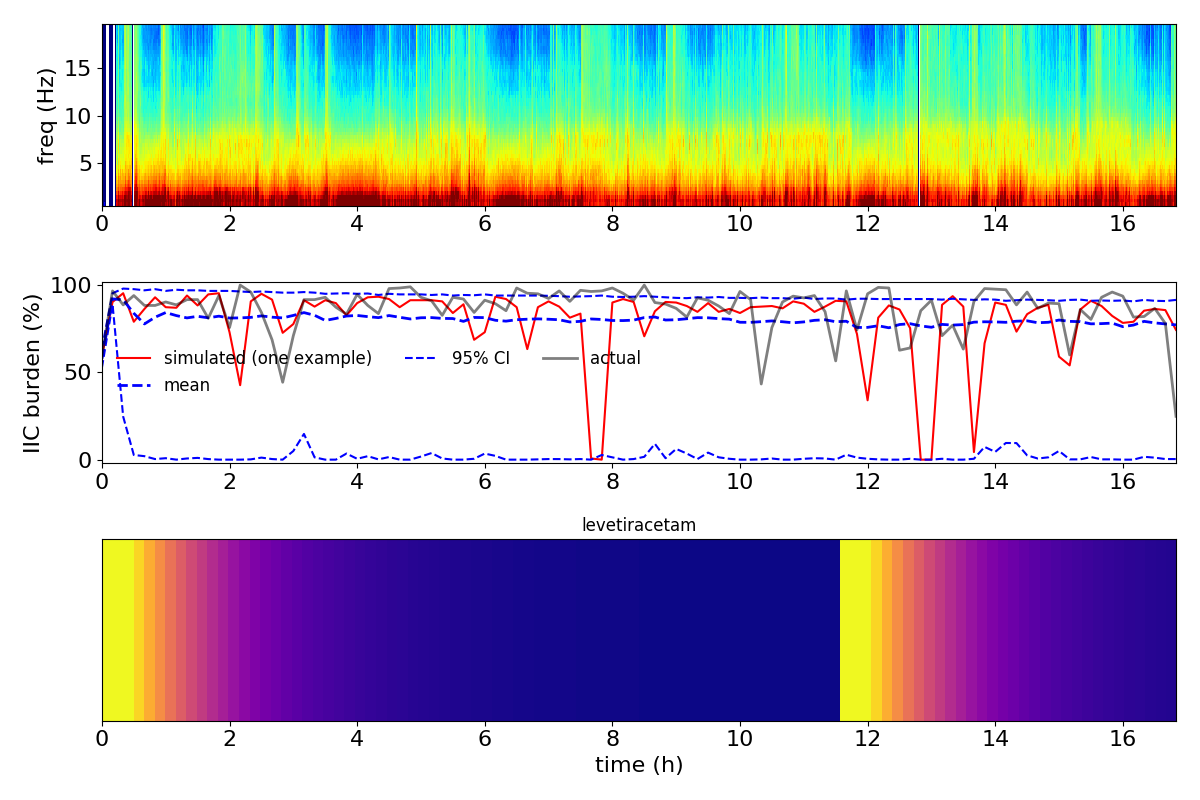 freq (Hz)
15
10
5
0 2 4 6 8 10 12 14 16
IIC burden (%)
100
50
0
simulated (one example) 95% CI actual
mean
0 2 4 6 8 10 12 14 16
levetiracetam
0 2 4 6 8 10 12 14 16
time (h)